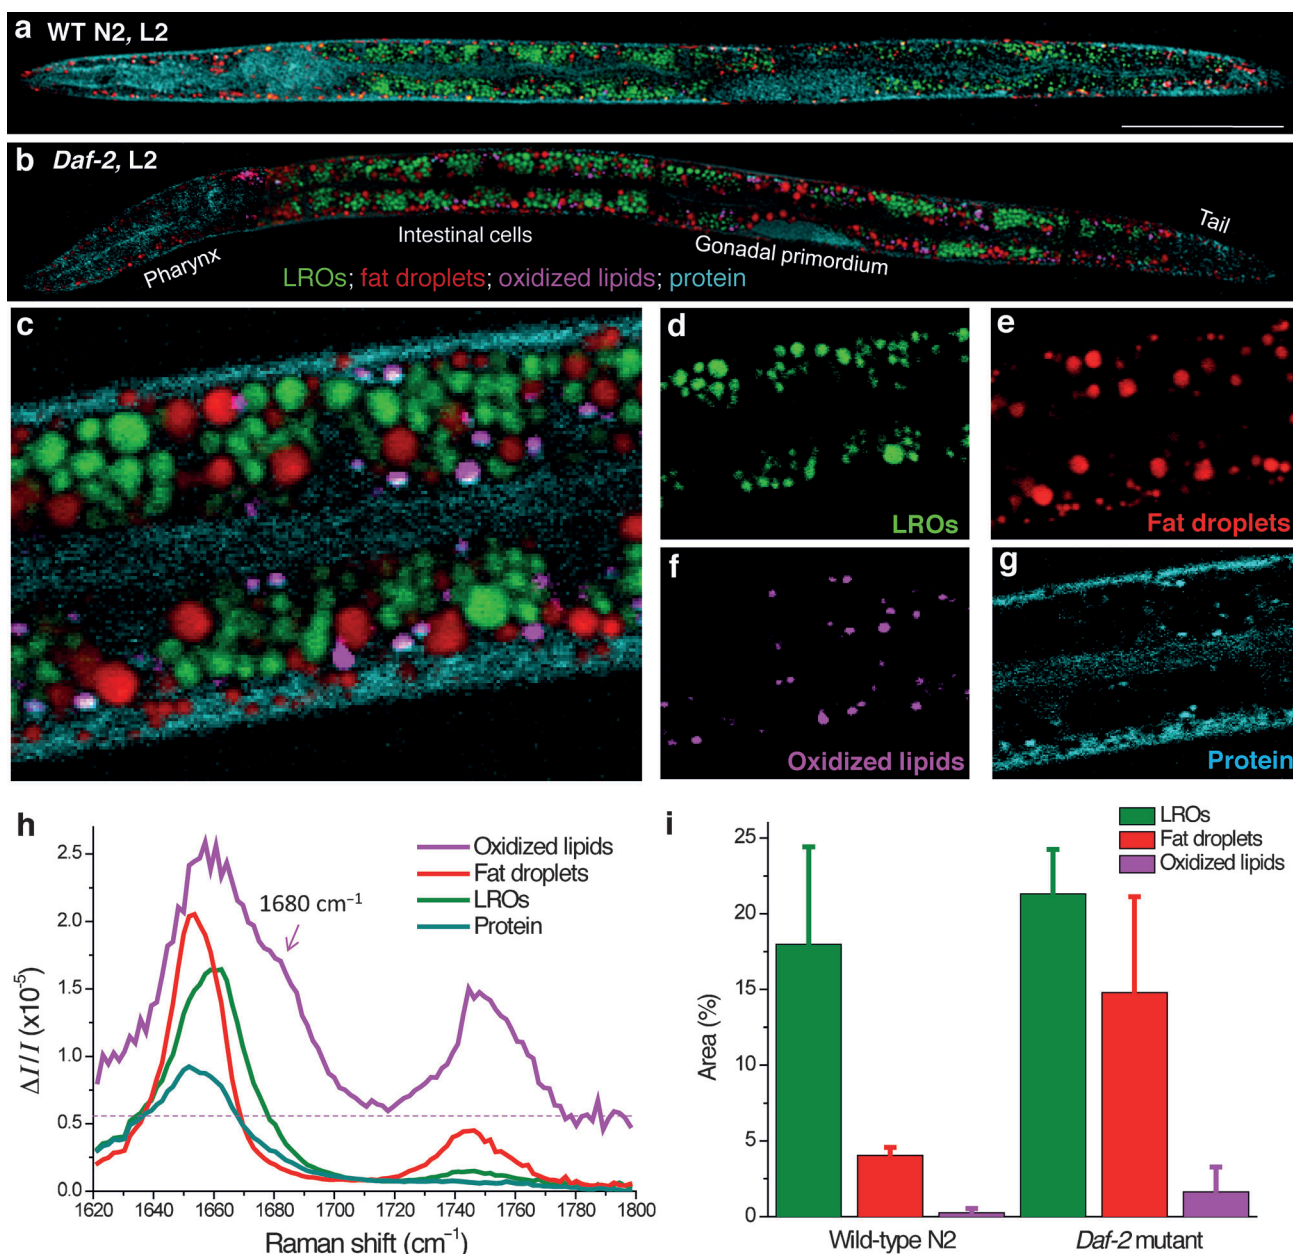 a WT N2, L2
b Daf-2, L2
Pharynx
Intestinal cells
Gonadal primordium
Tail
LROs; fat droplets; oxidized lipids; protein
c
d
LROs
e
Fat droplets
f
Oxidized lipids
g
Protein
h
ΔI/I (x10⁻⁵)
2.5
2.0
1.5
1.0
0.5
0.0
1620 1640 1660 1680 1700 1720 1740 1760 1780 1800
Raman shift (cm⁻¹)
Oxidized lipids
Fat droplets
LROs
Protein
1680 cm⁻¹
i
LROs
Fat droplets
Oxidized lipids
Area (%)
25
20
15
10
5
0
Wild-type N2
Daf-2 mutant